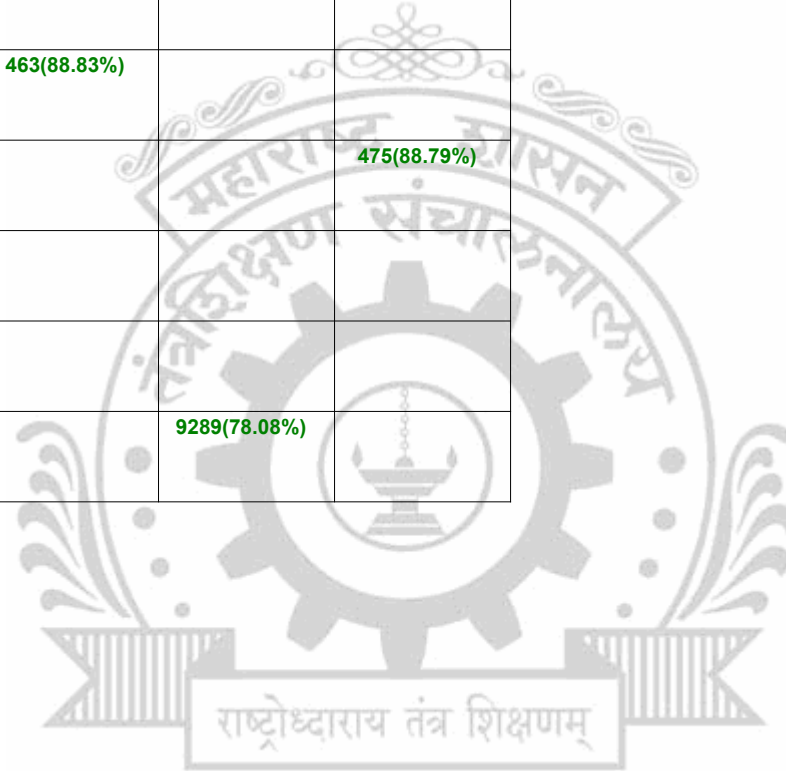 463(88.83%)
महाराष्ट्र शासन
475(88.79%)
तंत्रशिक्षण संचालनालय
9289(78.08%)
राष्ट्रोध्दाराय तंत्र शिक्षणम्